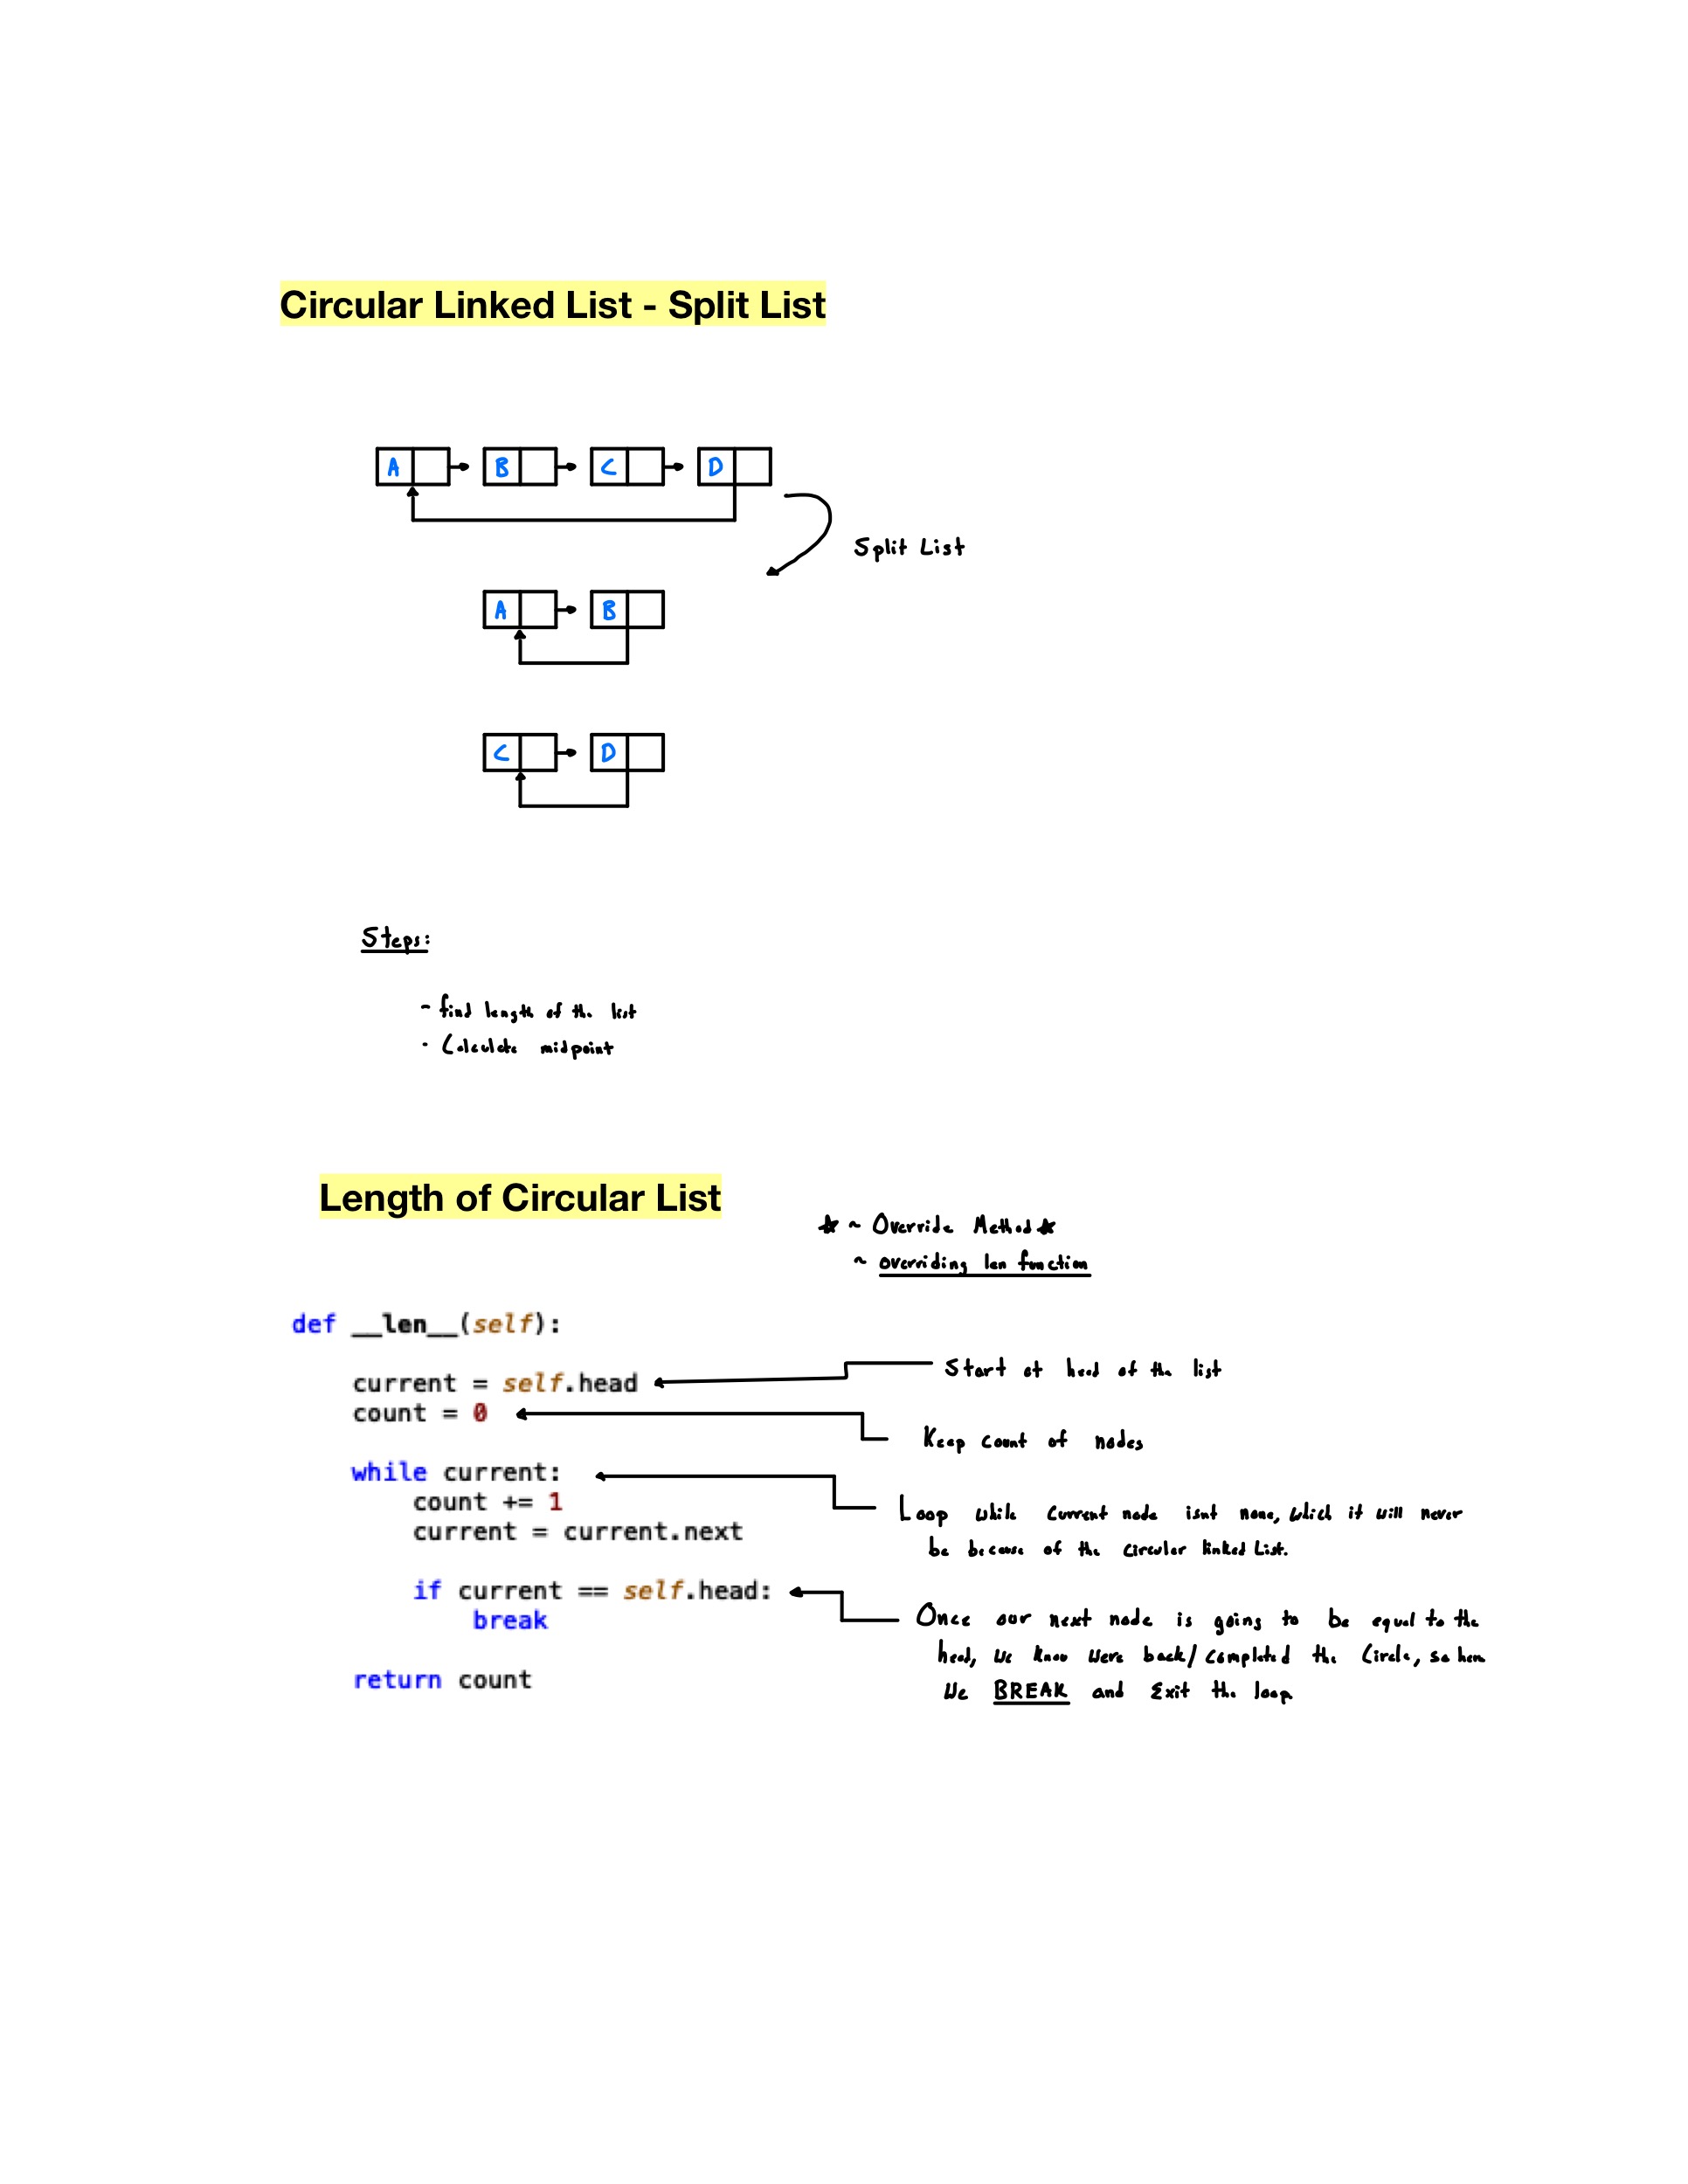 Circular Linked List - Split List
A B C D
Split List
A B
C D
Steps:
- find length of the list
- Calculate midpoint
Length of Circular List
★ ~ Override Method ★
~ overriding len function
def __len__(self):
current = self.head
Start at head of the list
count = 0
Keep count of nodes
while current:
count += 1
Loop while current node isnt none, which it will never
current = current.next
be because of the circular linked List.
if current == self.head:
break
Once our next node is going to be equal to the
head, we know were back/completed the Circle, so
return count
we BREAK and Exit the loop